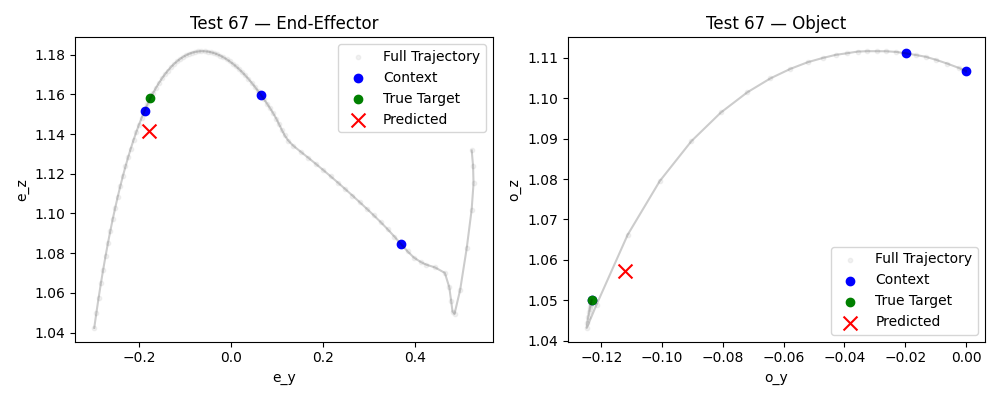 Test 67 — End-Effector
1.18
1.16
1.14
1.12
1.10
1.08
1.06
1.04
e_z
−0.2
0.0
0.2
0.4
e_y
Full Trajectory
Context
True Target
Predicted
Test 67 — Object
1.11
1.10
1.09
1.08
1.07
1.06
1.05
1.04
o_z
−0.12
−0.10
−0.08
−0.06
−0.04
−0.02
0.00
o_y
Full Trajectory
Context
True Target
Predicted